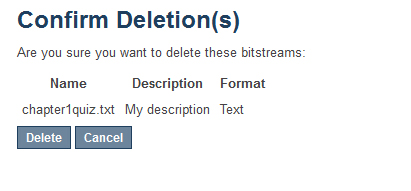 Confirm Deletion(s)
Are you sure you want to delete these bitstreams:
Name Description Format
chapter1quiz.txt My description Text
Delete Cancel